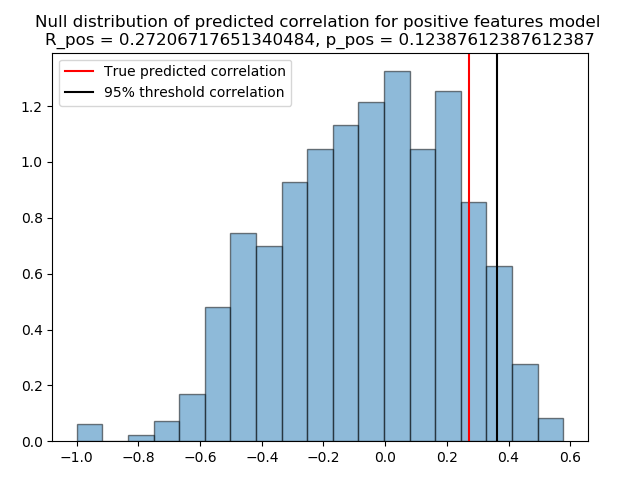 Null distribution of predicted correlation for positive features model
R_pos = 0.27206717651340484, p_pos = 0.12387612387612387
True predicted correlation
95% threshold correlation
1.2
1.0
0.8
0.6
0.4
0.2
0.0
−1.0 −0.8 −0.6 −0.4 −0.2 0.0 0.2 0.4 0.6